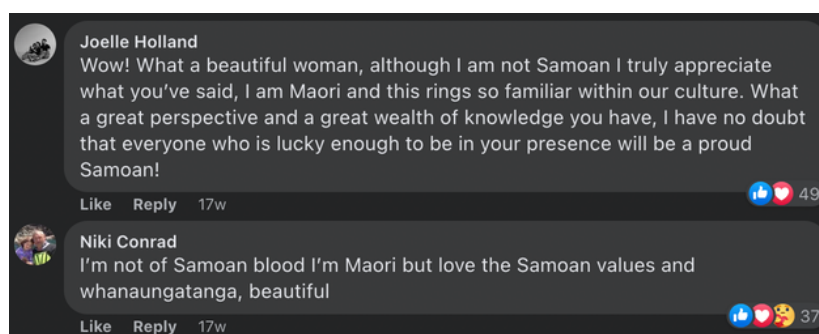 Joelle Holland
Wow! What a beautiful woman, although I am not Samoan I truly appreciate
what you've said, I am Maori and this rings so familiar within our culture. What
a great perspective and a great wealth of knowledge you have, I have no doubt
that everyone who is lucky enough to be in your presence will be a proud
Samoan!
49
Like Reply 17w
Niki Conrad
I'm not of Samoan blood I'm Maori but love the Samoan values and
whanaungatanga, beautiful
37
Like Reply 17w